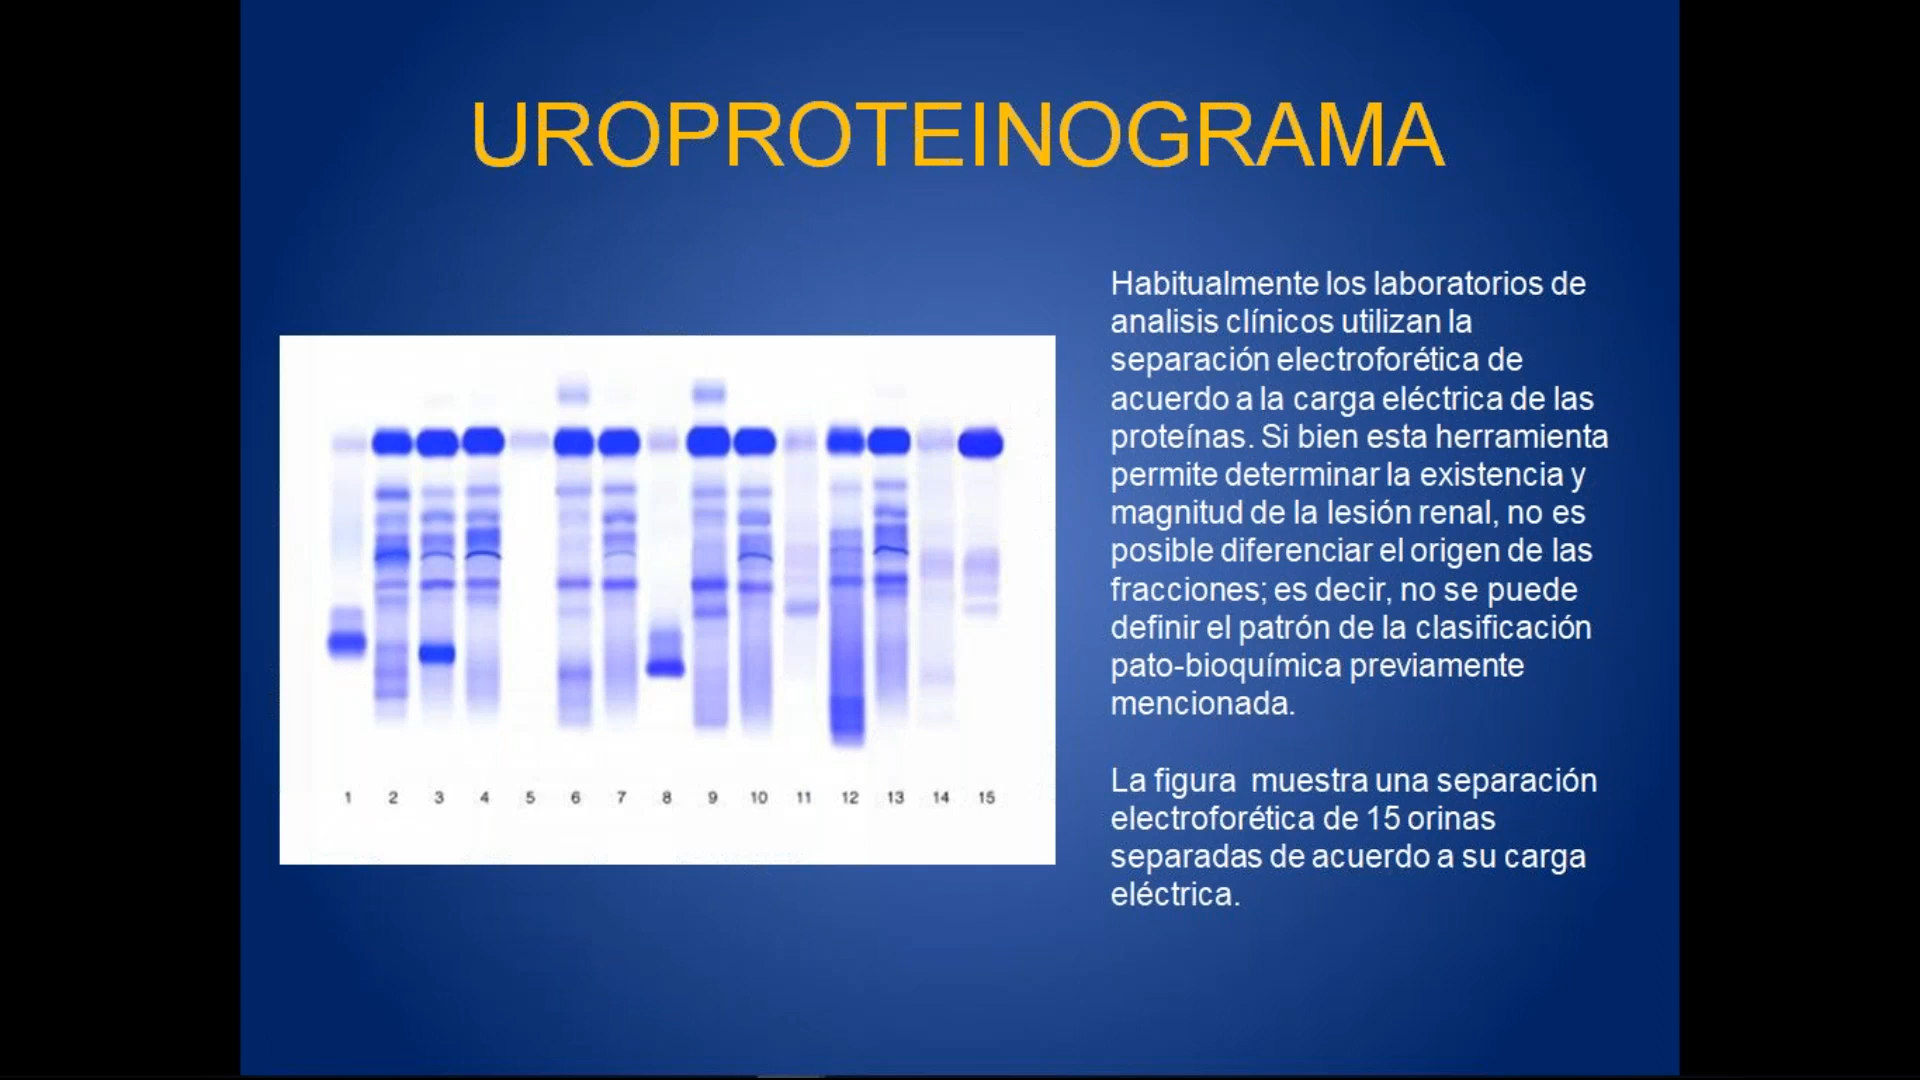 UROPROTEINOGRAMA
Habitualmente los laboratorios de
analisis clínicos utilizan la
separación electroforética de
acuerdo a la carga eléctrica de las
proteínas. Si bien esta herramienta
permite determinar la existencia y
magnitud de la lesión renal, no es
posible diferenciar el origen de las
fracciones; es decir, no se puede
definir el patrón de la clasificación
pato-bioquímica previamente
mencionada.
La figura muestra una separación
electroforética de 15 orinas
separadas de acuerdo a su carga
eléctrica.
1 2 3 4 5 6 7 8 9 10 11 12 13 14 15